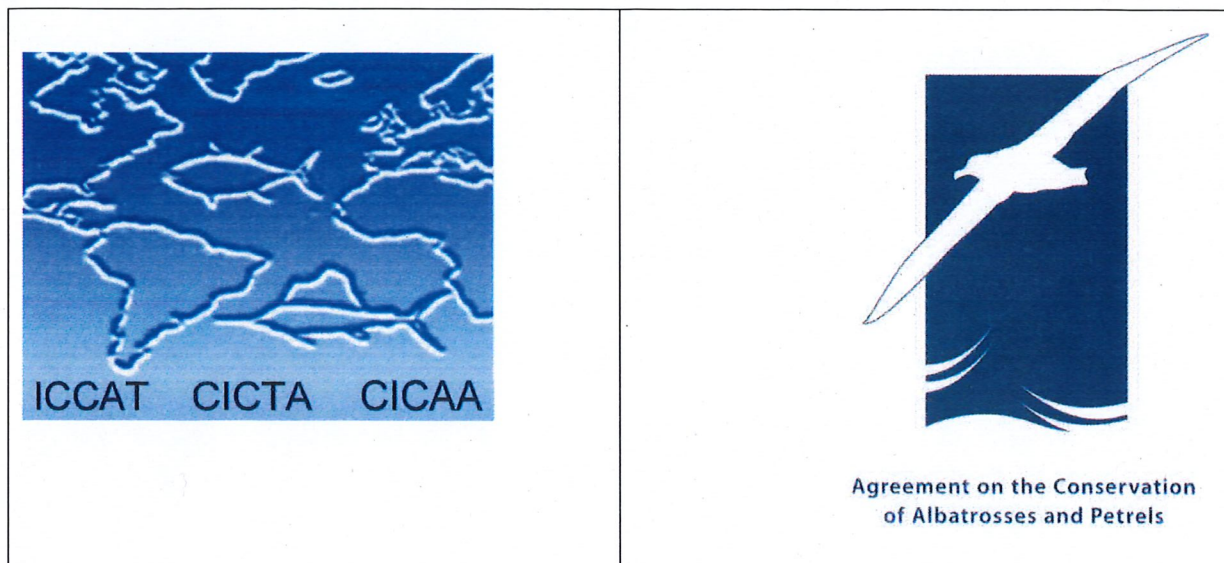 ICCAT CICTA CICAA
Agreement on the Conservation
of Albatrosses and Petrels